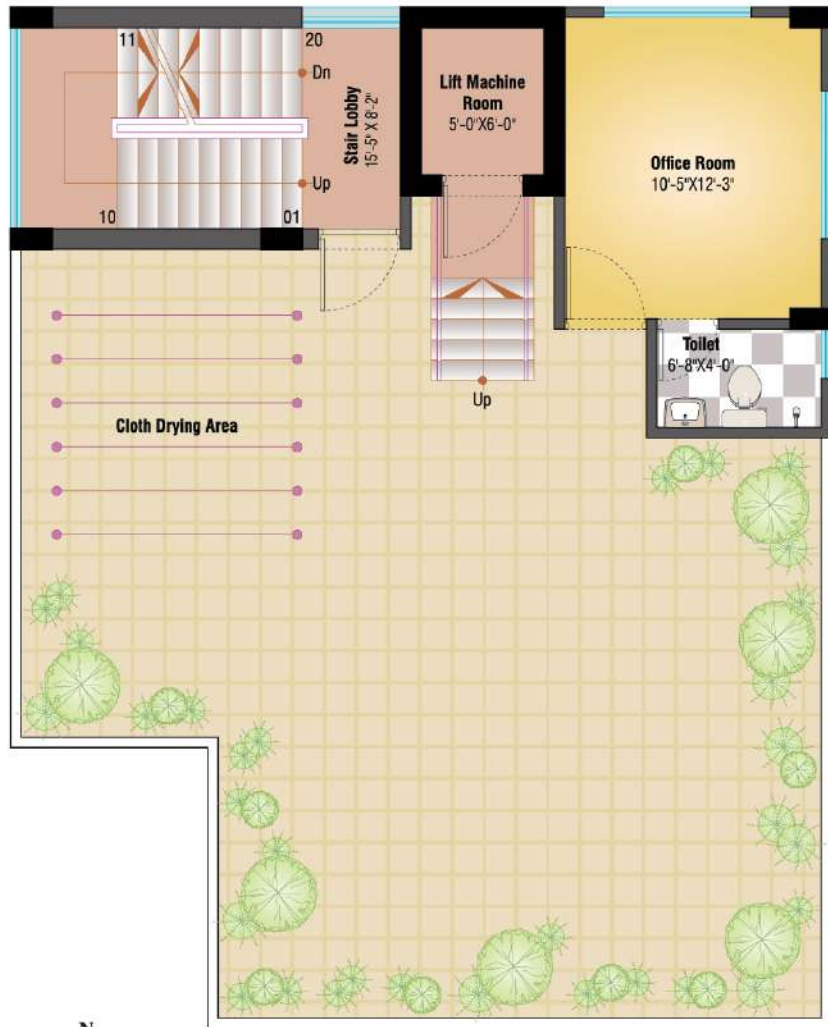 11
20
Dn
Up
10
01
Stair Lobby
15'-5" X 8'-2"
Lift Machine
Room
5'-0"X6'-0"
Office Room
10'-5"X12'-3"
Toilet
6'-8"X4'-0"
Up
Cloth Drying Area
N